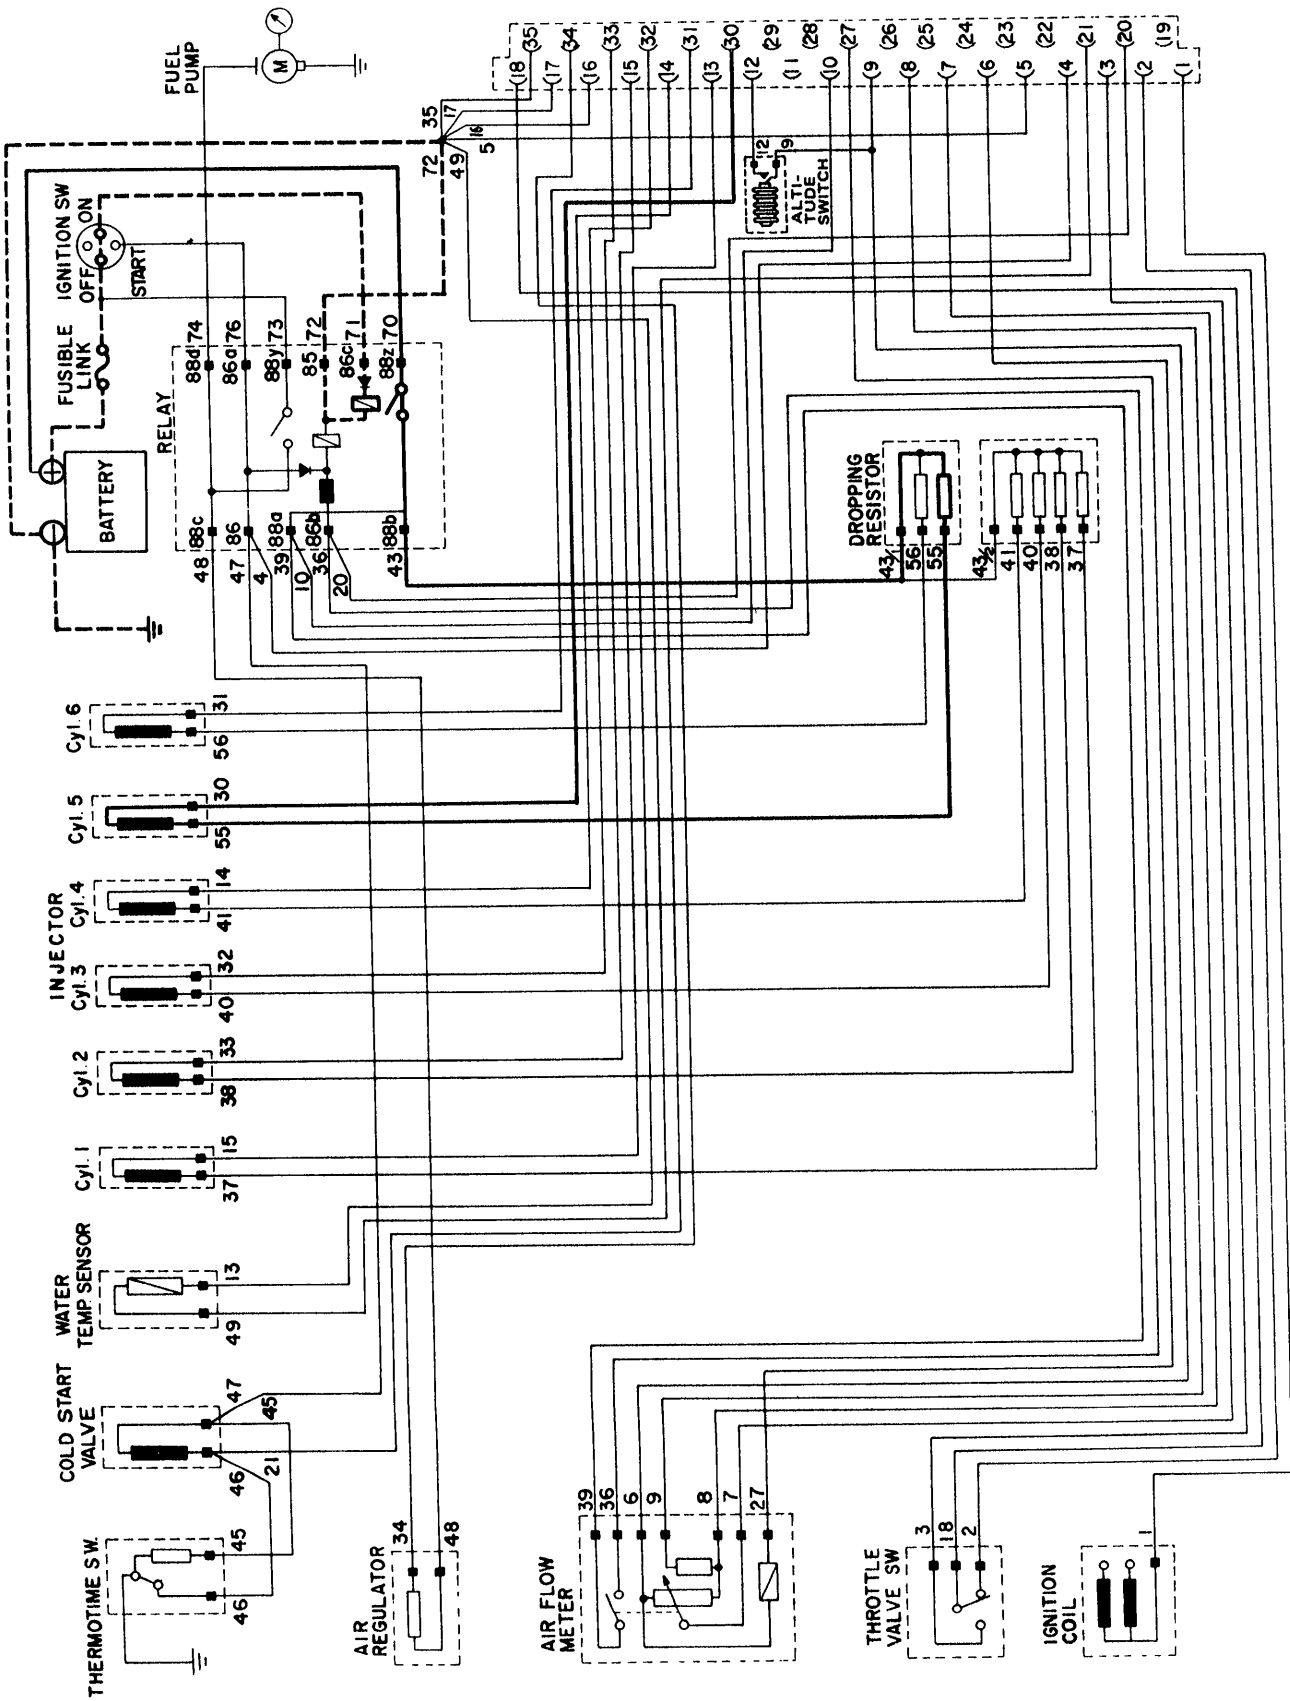 FUEL
PUMP
M
FUSIBLE
LINK
IGNITION SW
OFF
ON
START
BATTERY
RELAY
88d 74
86a 76
88y 73
85 72
86c 71
88z 70
48 88c
47 86
4
39 88a
10
36 86b
20
43 88b
72
49
35
17
16
5
(35
(34
(33
(32
(31
(30
(29
(28
(27
(26
(25
(24
(23
(22
(21
(20
(19
(18
(17
(16
(15
(14
(13
(12
(11
(10
(9
(8
(7
(6
(5
(4
(3
(2
(1
12
9
ALTI-
TUDE
SWITCH
DROPPING
RESISTOR
43/1
56
55
43/2
41
40
38
37
INJECTOR
Cyl. 6
31
56
Cyl. 5
30
55
Cyl. 4
14
41
Cyl. 3
32
40
Cyl. 2
33
38
Cyl. 1
15
37
WATER
TEMP. SENSOR
13
49
COLD START
VALVE
47
45
46
21
THERMOTIME SW.
45
46
AIR
REGULATOR
34
48
AIR FLOW
METER
39
36
6
9
8
7
27
THROTTLE
VALVE SW
3
18
2
IGNITION
COIL
1